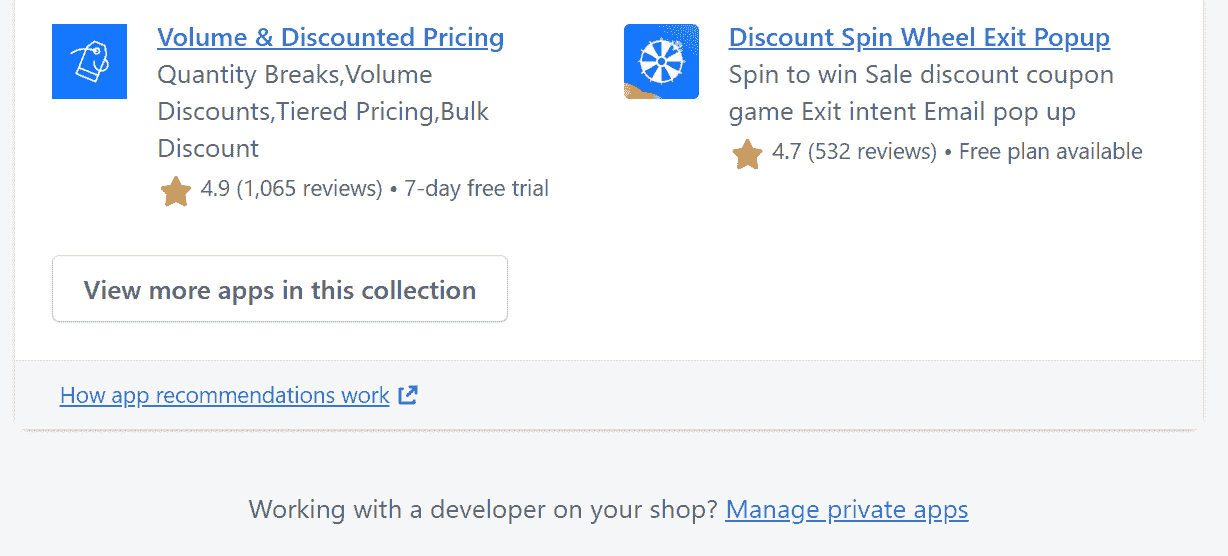 Volume & Discounted Pricing
Quantity Breaks,Volume
Discounts,Tiered Pricing,Bulk
Discount
4.9 (1,065 reviews) • 7-day free trial
Discount Spin Wheel Exit Popup
Spin to win Sale discount coupon
game Exit intent Email pop up
4.7 (532 reviews) • Free plan available
View more apps in this collection
How app recommendations work
Working with a developer on your shop? Manage private apps